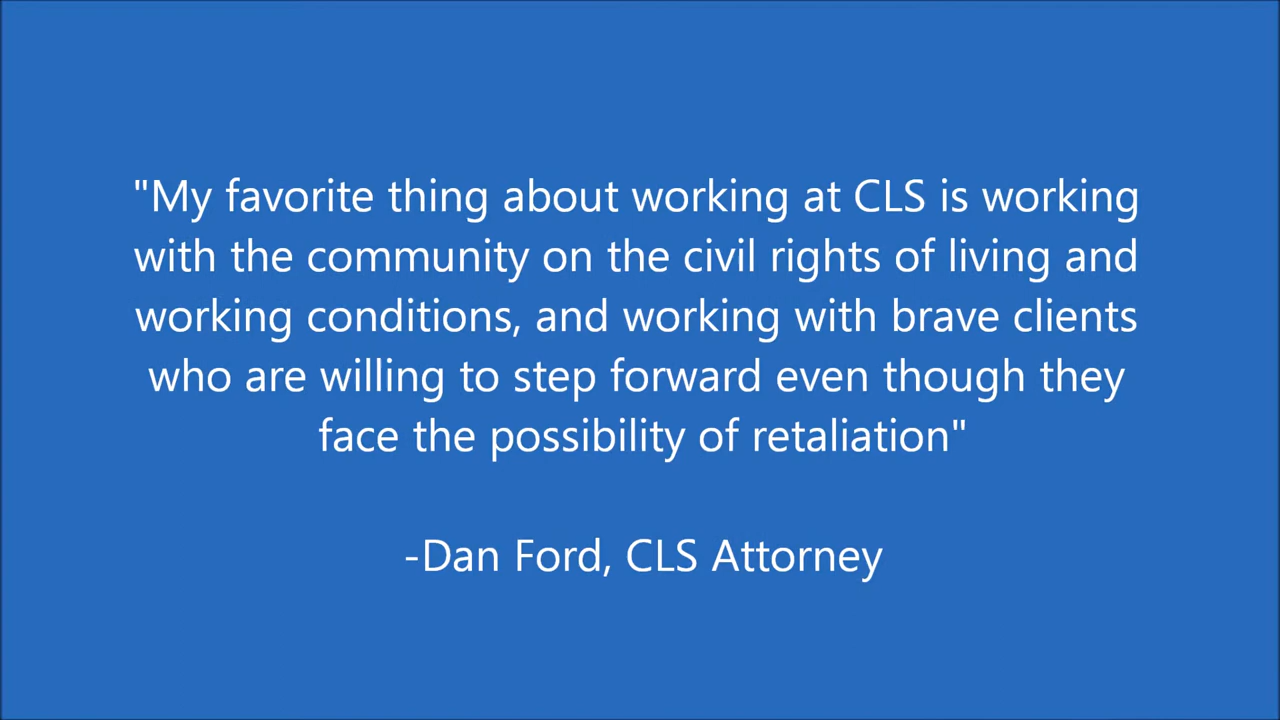 "My favorite thing about working at CLS is working
with the community on the civil rights of living and
working conditions, and working with brave clients
who are willing to step forward even though they
face the possibility of retaliation"
-Dan Ford, CLS Attorney